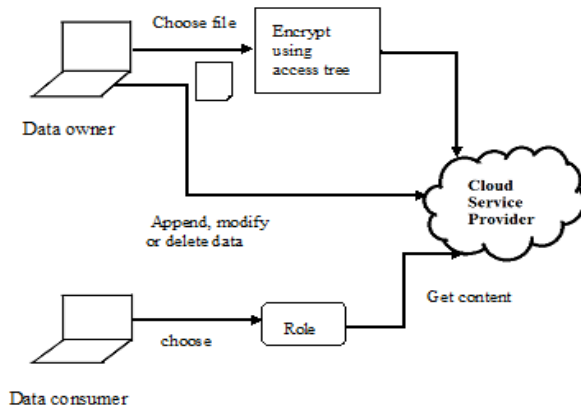 Choose file
Encrypt
using
access tree
Data owner
Cloud
Service
Provider
Append, modify
or delete data
Get content
choose
Role
Data consumer